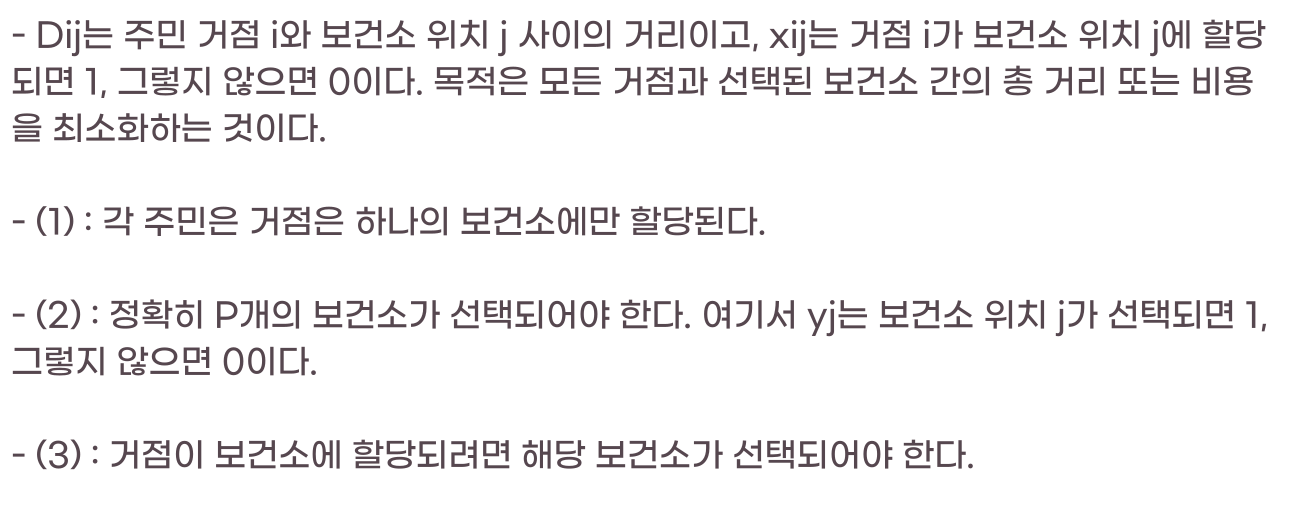 - Dij는 주민 거점 i와 보건소 위치 j 사이의 거리이고, xij는 거점 i가 보건소 위치 j에 할당
되면 1, 그렇지 않으면 0이다. 목적은 모든 거점과 선택된 보건소 간의 총 거리 또는 비용
을 최소화하는 것이다.
- (1) : 각 주민은 거점은 하나의 보건소에만 할당된다.
- (2) : 정확히 P개의 보건소가 선택되어야 한다. 여기서 yj는 보건소 위치 j가 선택되면 1,
그렇지 않으면 0이다.
- (3) : 거점이 보건소에 할당되려면 해당 보건소가 선택되어야 한다.